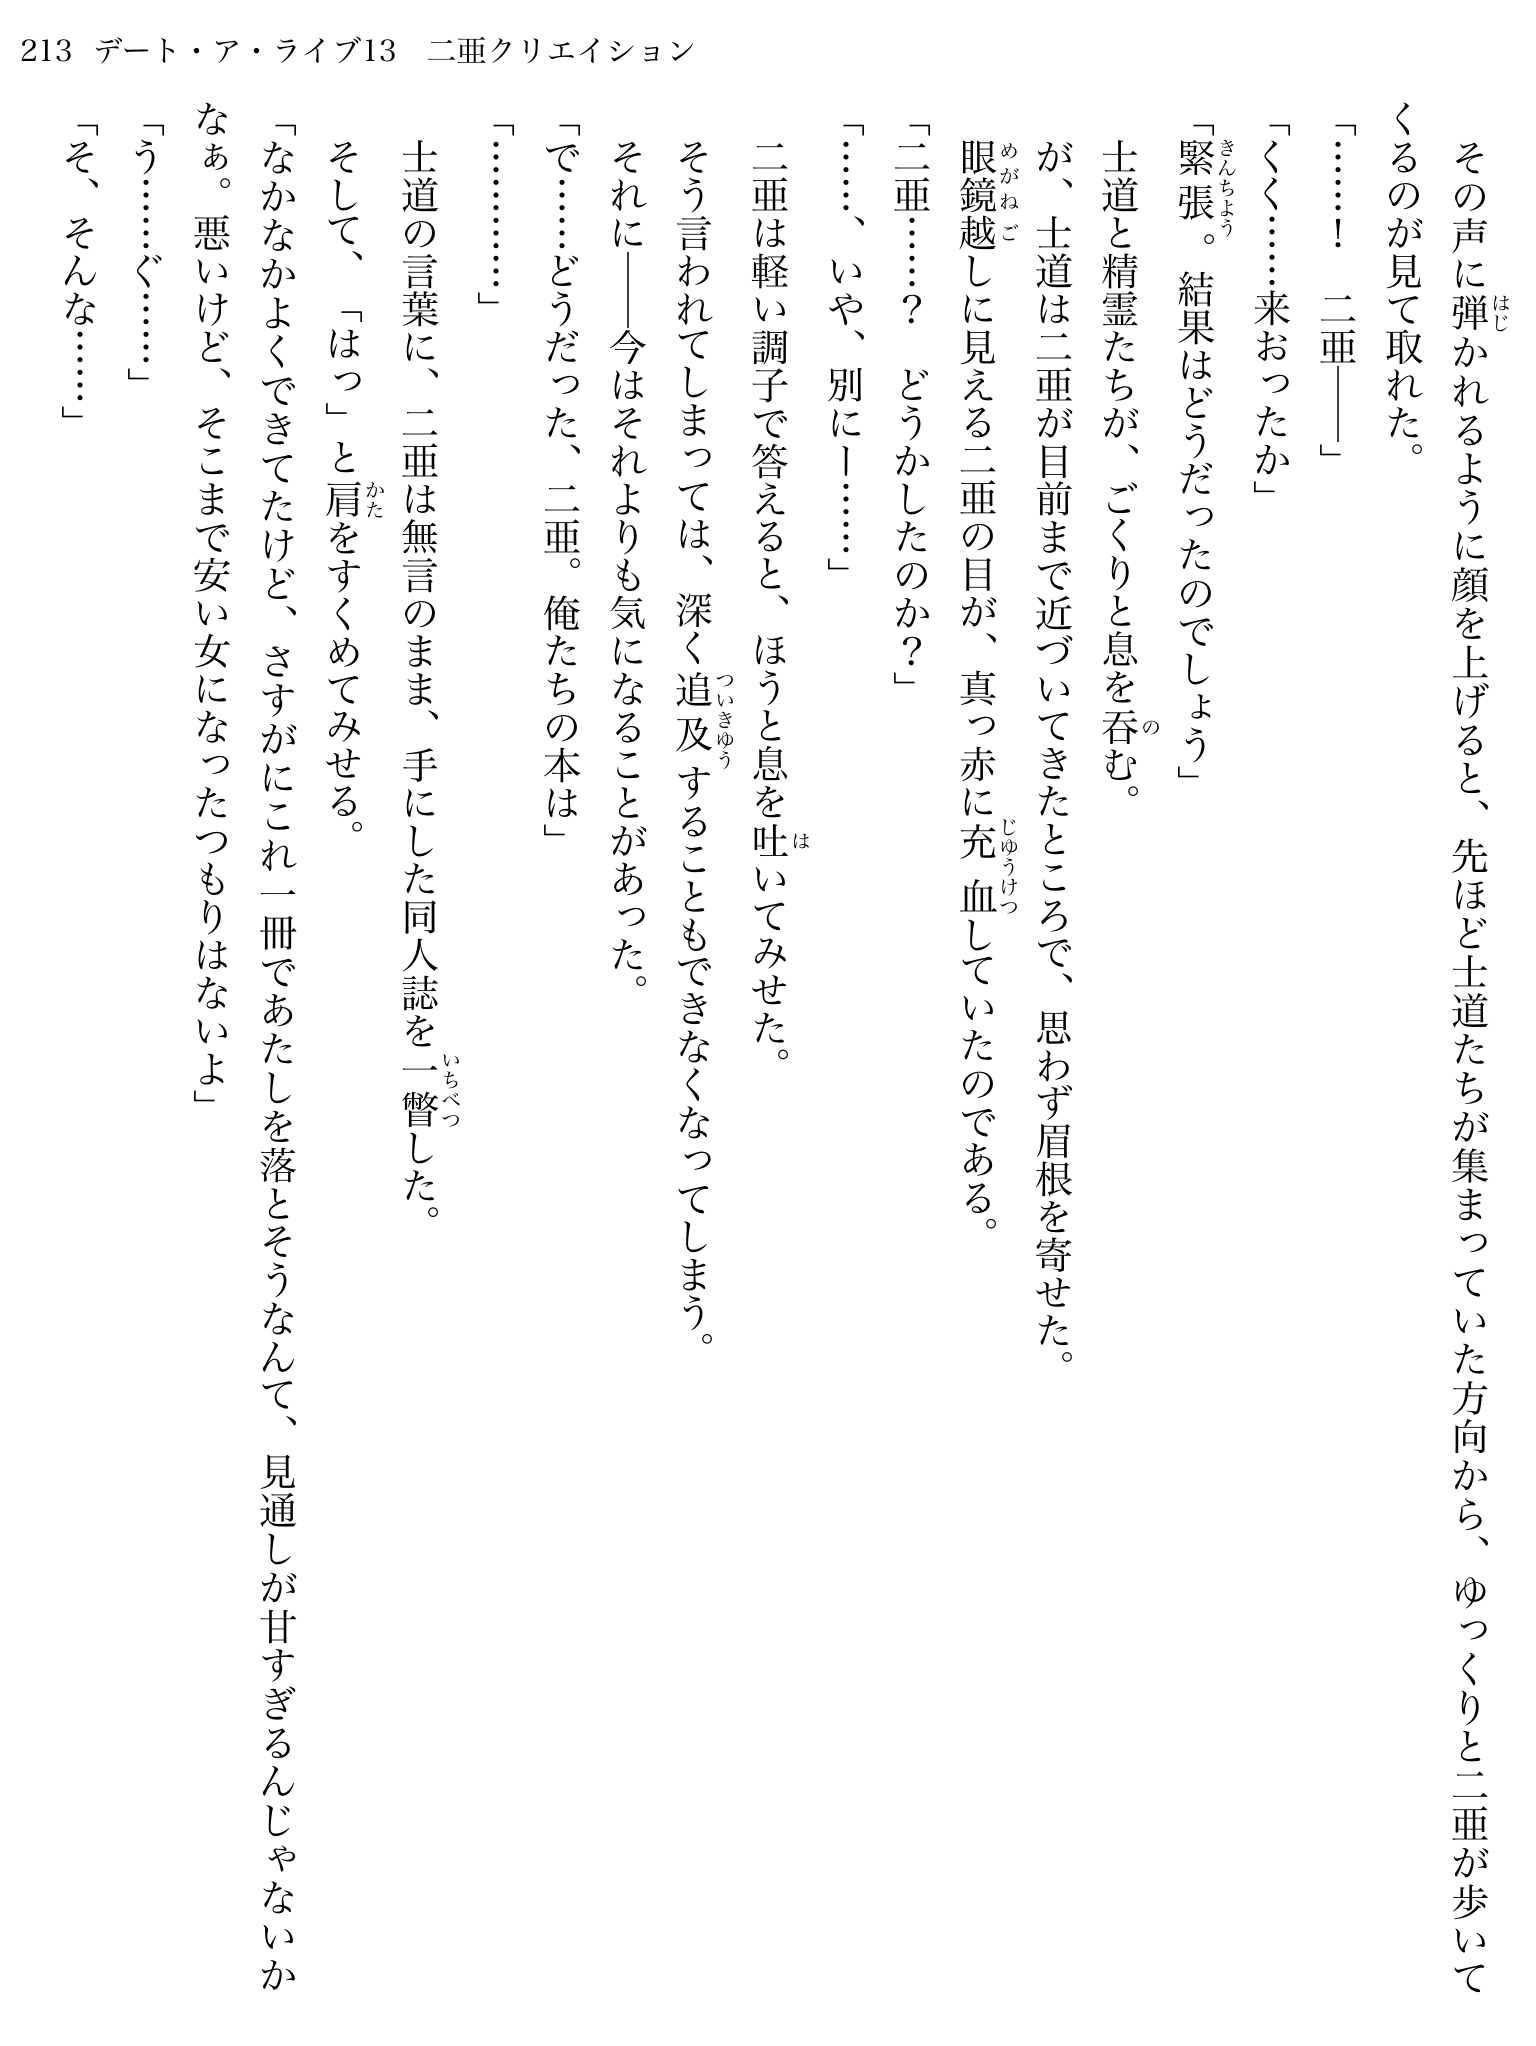 213 デート・ア・ライブ13　二亜クリエイション
　その声に弾かれるように顔を上げると、先ほど士道たちが集まっていた方向から、ゆっくりと二亜が歩いて
くるのが見て取れた。
「……！　二亜――」
「くく……来おったか」
「緊張。結果はどうだったのでしょう」
　士道と精霊たちが、ごくりと息を呑む。
　が、士道は二亜が目前まで近づいてきたところで、思わず眉根を寄せた。
　眼鏡越しに見える二亜の目が、真っ赤に充血していたのである。
「二亜……？　どうかしたのか？」
「……、いや、別にー……」
　二亜は軽い調子で答えると、ほうと息を吐いてみせた。
　そう言われてしまっては、深く追及することもできなくなってしまう。
　それに――今はそれよりも気になることがあった。
「で……どうだった、二亜。俺たちの本は」
「…………」
　士道の言葉に、二亜は無言のまま、手にした同人誌を一瞥した。
　そして、「はっ」と肩をすくめてみせる。
「なかなかよくできてたけど、さすがにこれ一冊であたしを落とそうなんて、見通しが甘すぎるんじゃないか
なぁ。悪いけど、そこまで安い女になったつもりはないよ」
「う……ぐ……」
「そ、そんな……」